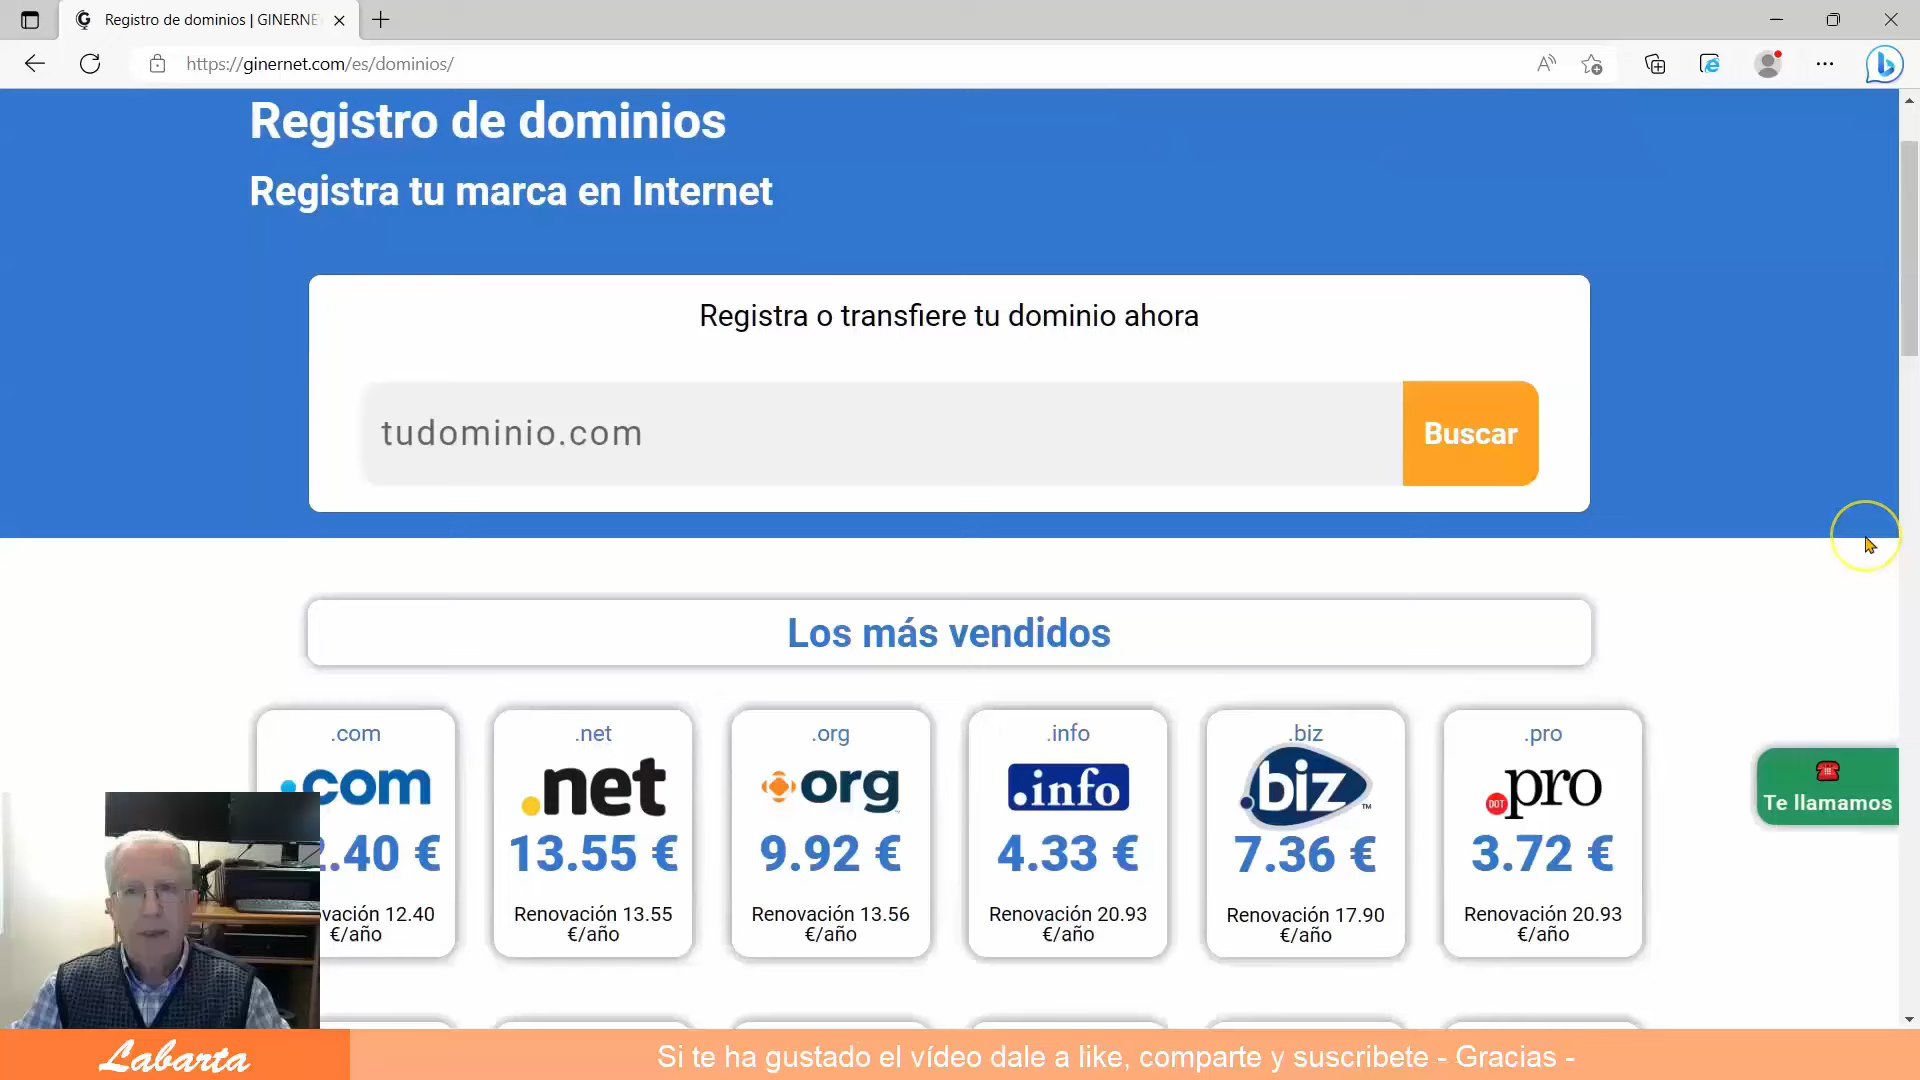 Registro de dominios | GINERNE
https://ginernet.com/es/dominios/
Registro de dominios
Registra tu marca en Internet
Registra o transfiere tu dominio ahora
tudominio.com
Buscar
Los más vendidos
.com
.net
.org
.info
.biz
.pro
.com
.net
org
.info
.biz™
DOT pro
.40 €
13.55 €
9.92 €
4.33 €
7.36 €
3.72 €
vación 12.40
€/año
Renovación 13.55
€/año
Renovación 13.56
€/año
Renovación 20.93
€/año
Renovación 17.90
€/año
Renovación 20.93
€/año
Te llamamos
Labarta
Si te ha gustado el vídeo dale a like, comparte y suscribete - Gracias -